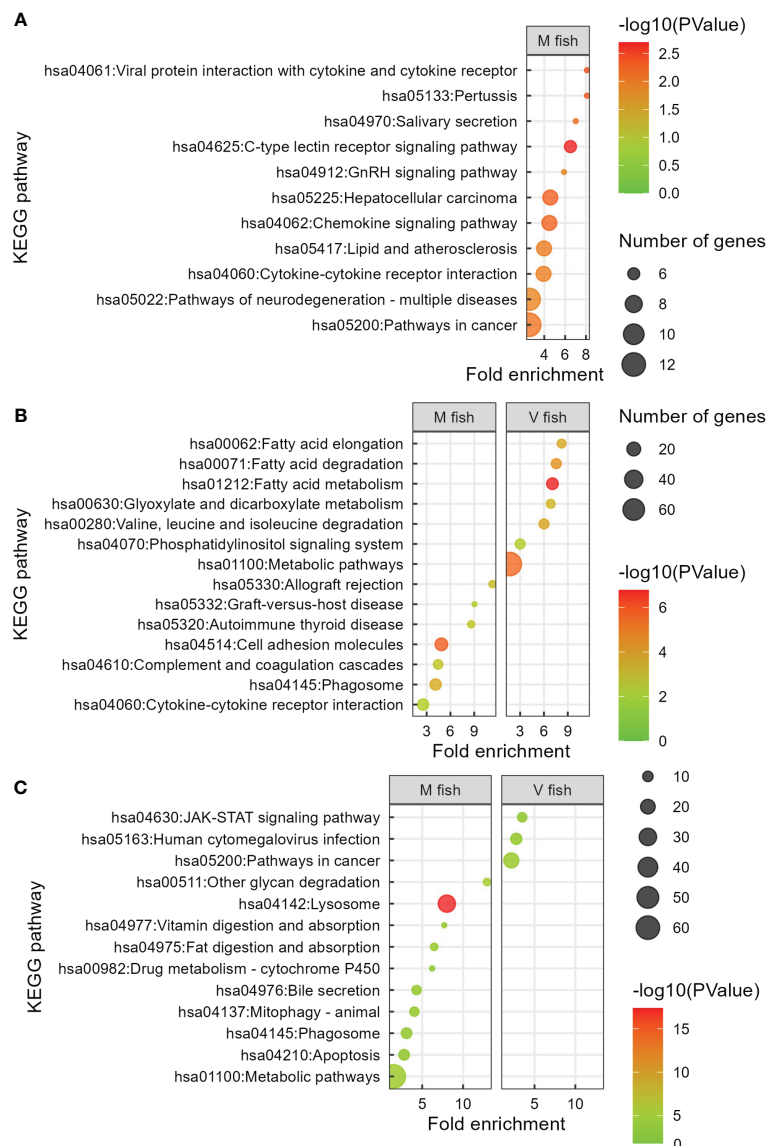 A
M fish
KEGG pathway
hsa04061:Viral protein interaction with cytokine and cytokine receptor
hsa05133:Pertussis
hsa04970:Salivary secretion
hsa04625:C-type lectin receptor signaling pathway
hsa04912:GnRH signaling pathway
hsa05225:Hepatocellular carcinoma
hsa04062:Chemokine signaling pathway
hsa05417:Lipid and atherosclerosis
hsa04060:Cytokine-cytokine receptor interaction
hsa05022:Pathways of neurodegeneration - multiple diseases
hsa05200:Pathways in cancer
4 6 8
Fold enrichment
-log10(PValue)
2.5
2.0
1.5
1.0
0.5
0.0
Number of genes
6
8
10
12
B
M fish V fish
KEGG pathway
hsa00062:Fatty acid elongation
hsa00071:Fatty acid degradation
hsa01212:Fatty acid metabolism
hsa00630:Glyoxylate and dicarboxylate metabolism
hsa00280:Valine, leucine and isoleucine degradation
hsa04070:Phosphatidylinositol signaling system
hsa01100:Metabolic pathways
hsa05330:Allograft rejection
hsa05332:Graft-versus-host disease
hsa05320:Autoimmune thyroid disease
hsa04514:Cell adhesion molecules
hsa04610:Complement and coagulation cascades
hsa04145:Phagosome
hsa04060:Cytokine-cytokine receptor interaction
3 6 9 3 6 9
Fold enrichment
Number of genes
20
40
60
-log10(PValue)
6
4
2
0
C
M fish V fish
KEGG pathway
hsa04630:JAK-STAT signaling pathway
hsa05163:Human cytomegalovirus infection
hsa05200:Pathways in cancer
hsa00511:Other glycan degradation
hsa04142:Lysosome
hsa04977:Vitamin digestion and absorption
hsa04975:Fat digestion and absorption
hsa00982:Drug metabolism - cytochrome P450
hsa04976:Bile secretion
hsa04137:Mitophagy - animal
hsa04145:Phagosome
hsa04210:Apoptosis
hsa01100:Metabolic pathways
5 10 5 10
Fold enrichment
10
20
30
40
50
60
-log10(PValue)
15
10
5
0